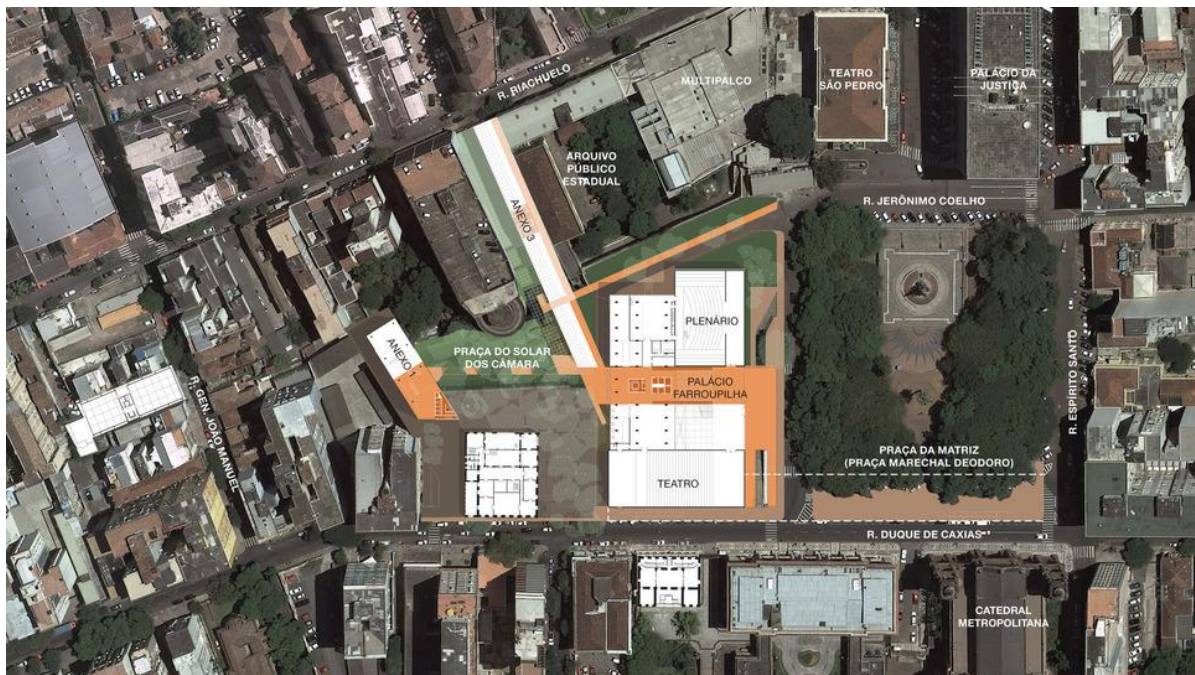 R. RIACHUELO
MULTIPALCO
TEATRO
SÃO PEDRO
PALÁCIO DA
JUSTIÇA
ARQUIVO
PÚBLICO
ESTADUAL
ANEXO 3
R. JERÔNIMO COELHO
PLENÁRIO
ANEXO 1
PRAÇA DO SOLAR
DOS CÂMARA
PALÁCIO
FARROUPILHA
R. GEN. JOÃO MANUEL
R. ESPÍRITO SANTO
PRAÇA DA MATRIZ
(PRAÇA MARECHAL DEODORO)
TEATRO
R. DUQUE DE CAXIAS
CATEDRAL
METROPOLITANA